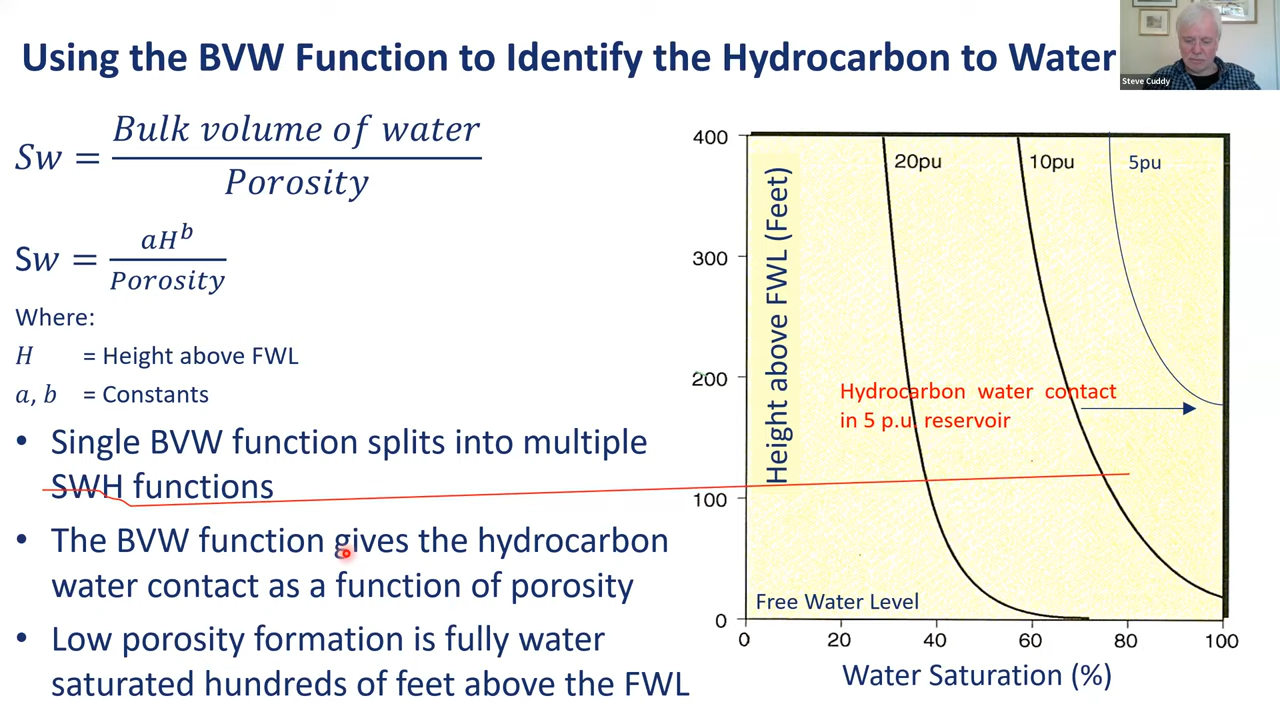 Using the BVW Function to Identify the Hydrocarbon to Water
Steve Cuddy
Sw = Bulk volume of water / Porosity
Sw = aH^b / Porosity
Where:
H = Height above FWL
a, b = Constants
• Single BVW function splits into multiple
SWH functions
• The BVW function gives the hydrocarbon
water contact as a function of porosity
• Low porosity formation is fully water
saturated hundreds of feet above the FWL
400
300
200
100
0
Height above FWL (Feet)
20pu
10pu
5pu
Hydrocarbon water contact
in 5 p.u. reservoir
Free Water Level
0 20 40 60 80 100
Water Saturation (%)